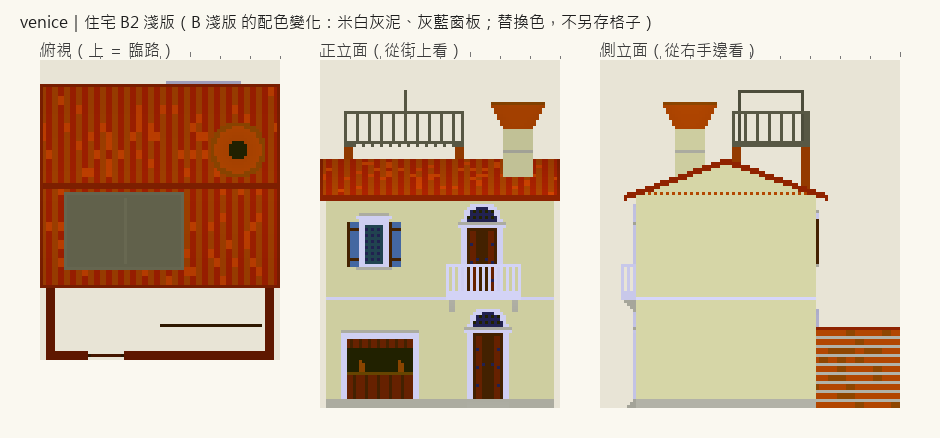 venice | 住宅 B2 淺版 ( B 淺版 的配色變化：米白灰泥、灰藍窗板；替換色，不另存格子 )
俯視 ( 上 = 臨路 )
正立面 ( 從街上看 )
側立面 ( 從右手邊看 )